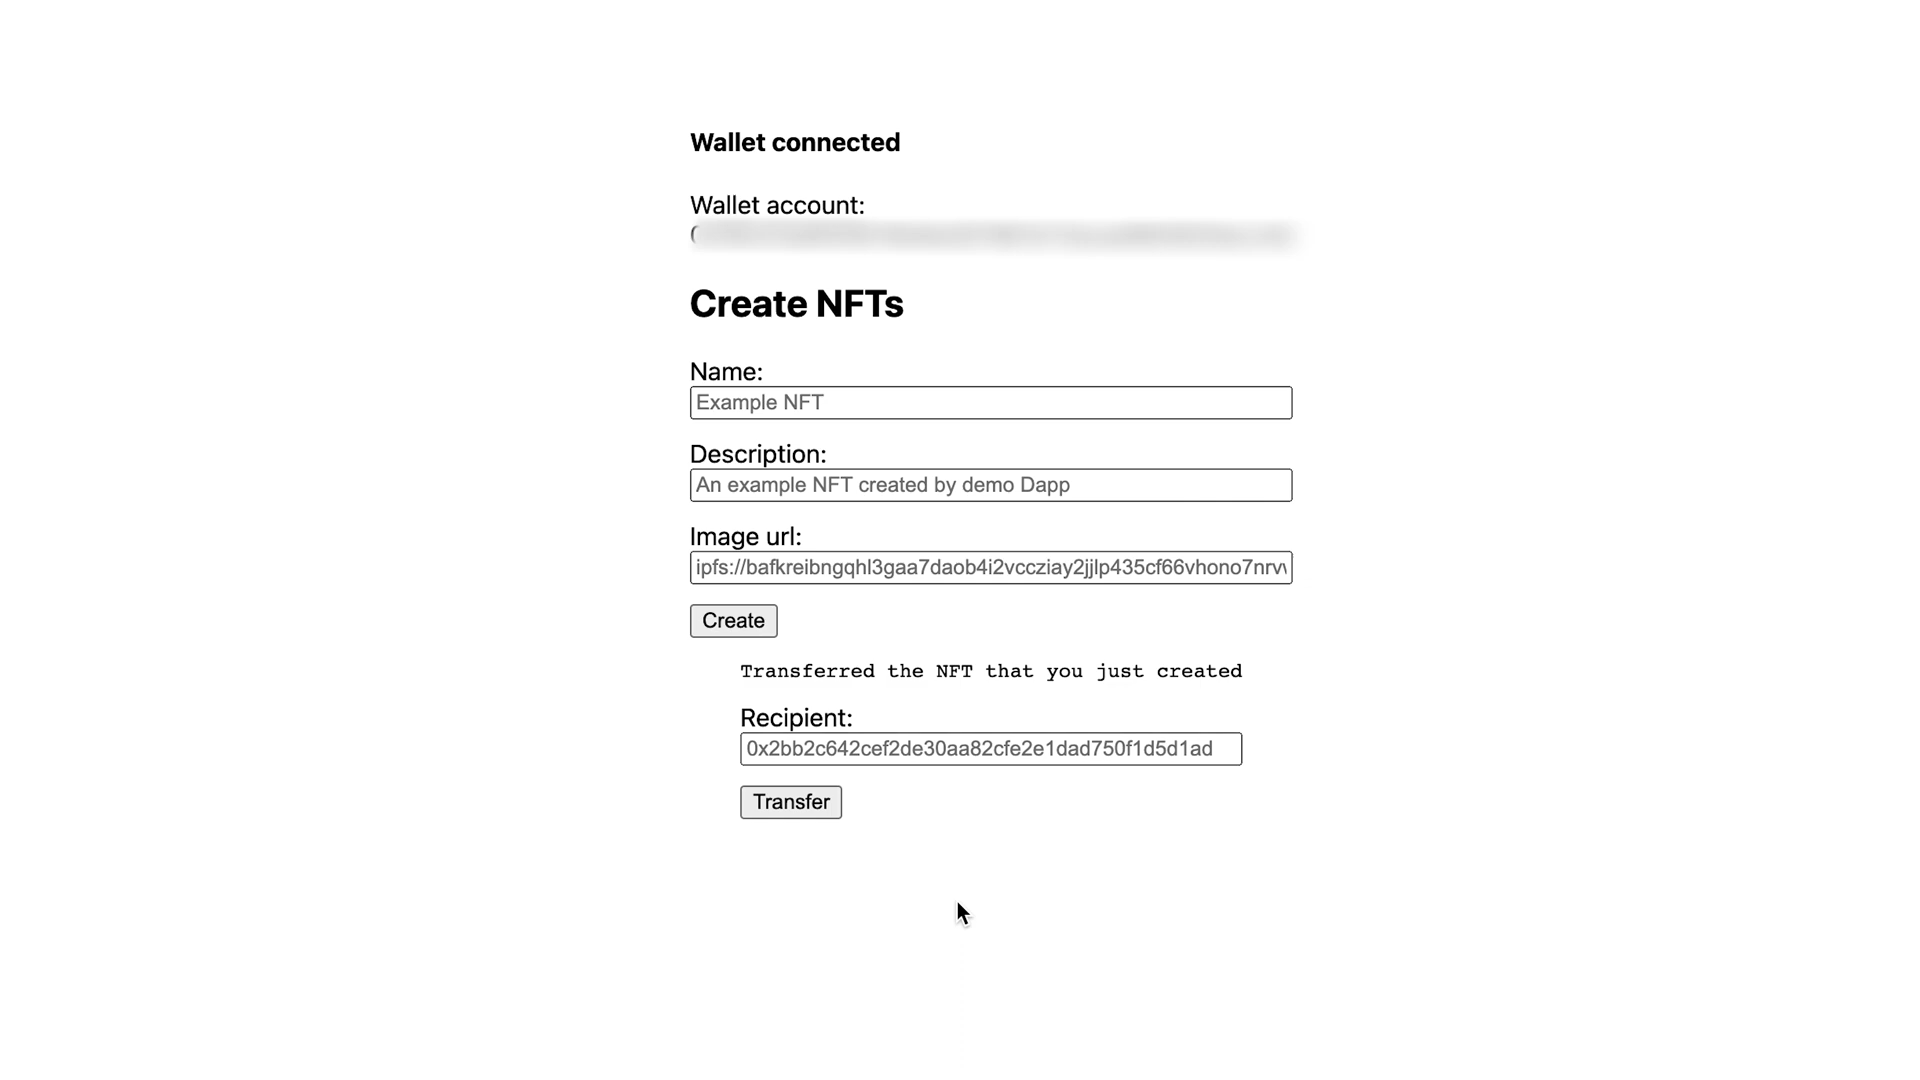 Wallet connected
Wallet account:
Create NFTs
Name:
Example NFT
Description:
An example NFT created by demo Dapp
Image url:
ipfs://bafkreibngqhl3gaa7daob4i2vccziay2jjlp435cf66vhono7nrv
Create
Transferred the NFT that you just created
Recipient:
0x2bb2c642cef2de30aa82cfe2e1dad750f1d5d1ad
Transfer